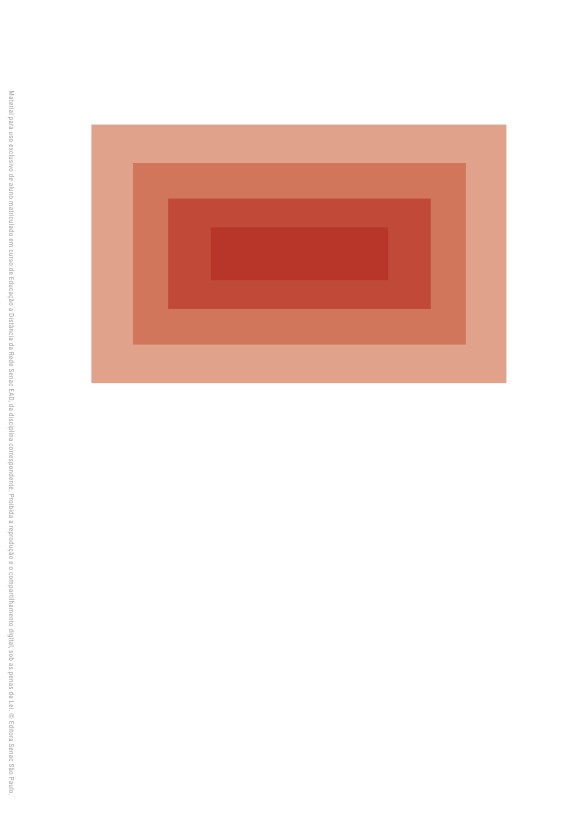 Material para uso exclusivo de aluno matriculado em curso de Educação a Distância da Rede Senac EAD, da disciplina correspondente. Proibida a reprodução e o compartilhamento digital, sob as penas da Lei. © Editora Senac São Paulo.